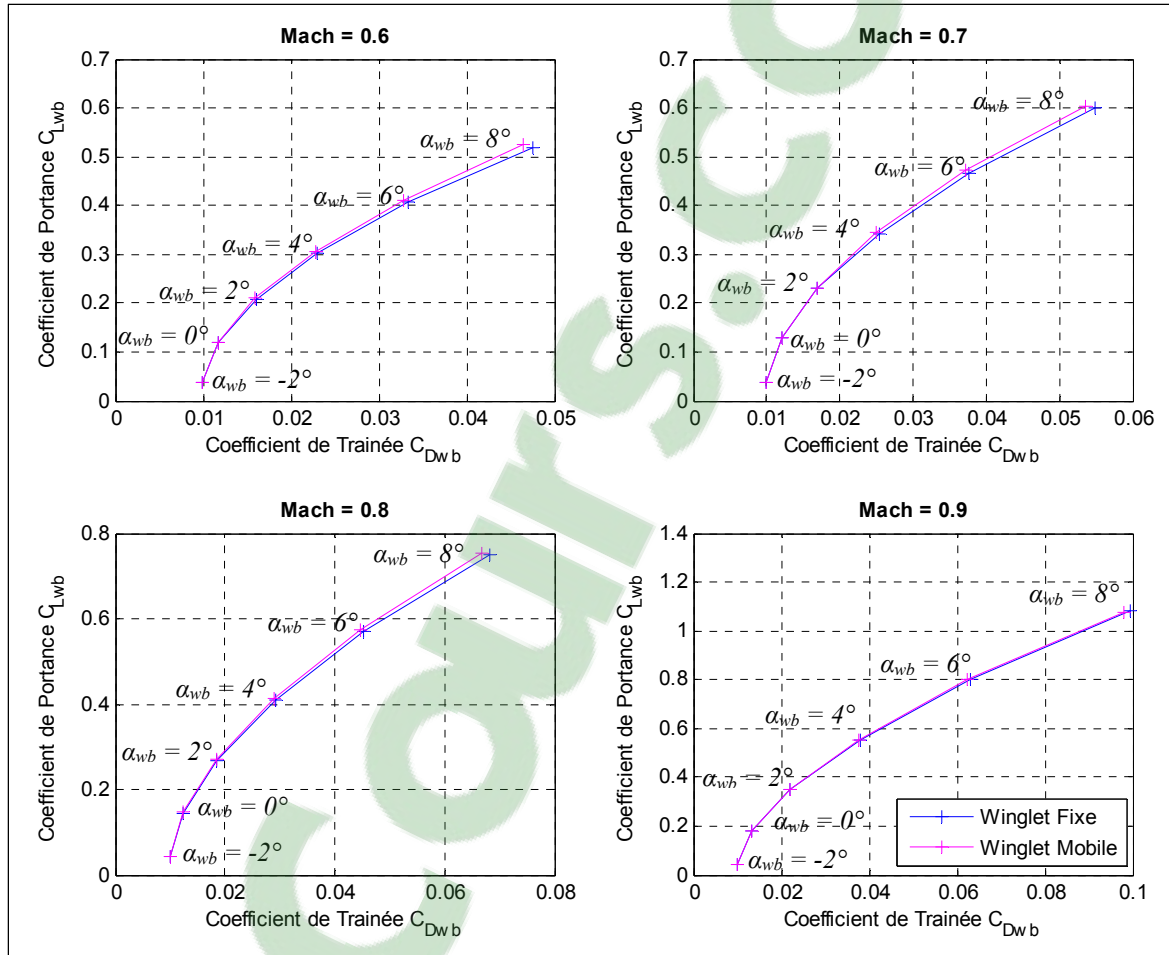 Mach = 0.6
0.7
0.6
0.5
0.4
0.3
0.2
0.1
0
Coefficient de Portance C_Lwb
α_wb = 8°
α_wb = 6°
α_wb = 4°
α_wb = 2°
α_wb = 0°
α_wb = -2°
0 0.01 0.02 0.03 0.04 0.05
Coefficient de Trainée C_Dwb
Mach = 0.7
0.7
0.6
0.5
0.4
0.3
0.2
0.1
0
Coefficient de Portance C_Lwb
α_wb = 8°
α_wb = 6°
α_wb = 4°
α_wb = 2°
α_wb = 0°
α_wb = -2°
0 0.01 0.02 0.03 0.04 0.05 0.06
Coefficient de Trainée C_Dwb
Mach = 0.8
0.8
0.6
0.4
0.2
0
Coefficient de Portance C_Lwb
α_wb = 8°
α_wb = 6°
α_wb = 4°
α_wb = 2°
α_wb = 0°
α_wb = -2°
0 0.02 0.04 0.06 0.08
Coefficient de Trainée C_Dwb
Mach = 0.9
1.4
1.2
1
0.8
0.6
0.4
0.2
0
Coefficient de Portance C_Lwb
α_wb = 8°
α_wb = 6°
α_wb = 4°
α_wb = 2°
α_wb = 0°
α_wb = -2°
Winglet Fixe
Winglet Mobile
0 0.02 0.04 0.06 0.08 0.1
Coefficient de Trainée C_Dwb
Cours.co